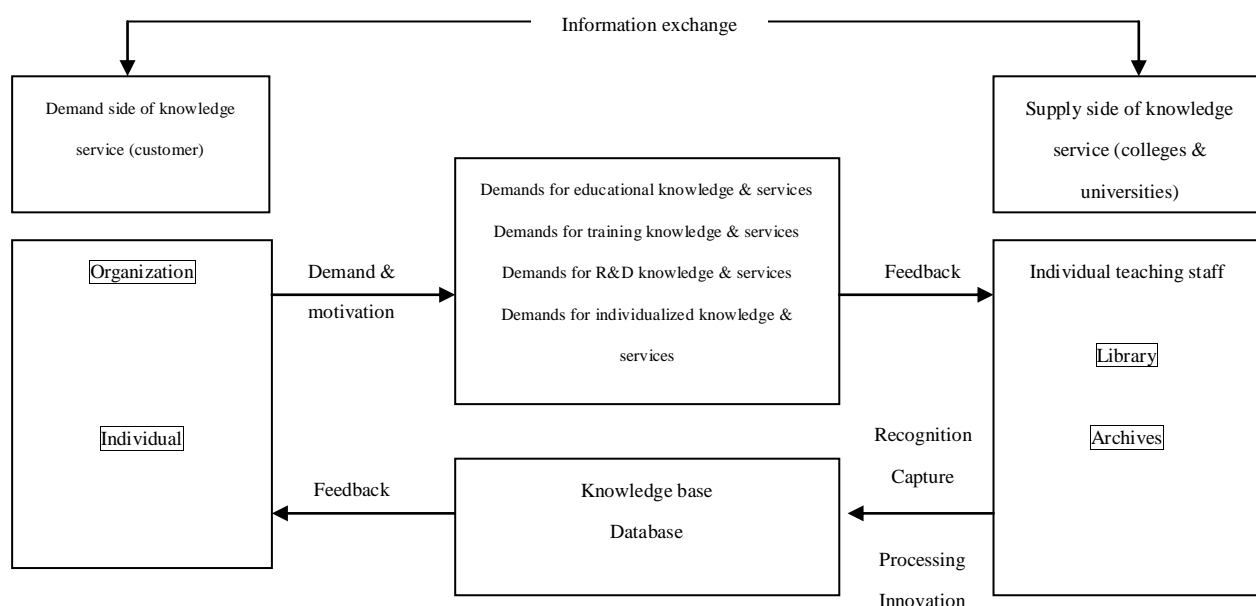 Information exchange
Demand side of knowledge
service (customer)
Supply side of knowledge
service (colleges &
universities)
Demands for educational knowledge & services
Demands for training knowledge & services
Demands for R&D knowledge & services
Demands for individualized knowledge &
services
Organization
Individual
Demand &
motivation
Feedback
Individual teaching staff
Library
Archives
Recognition
Capture
Processing
Innovation
Knowledge base
Database
Feedback